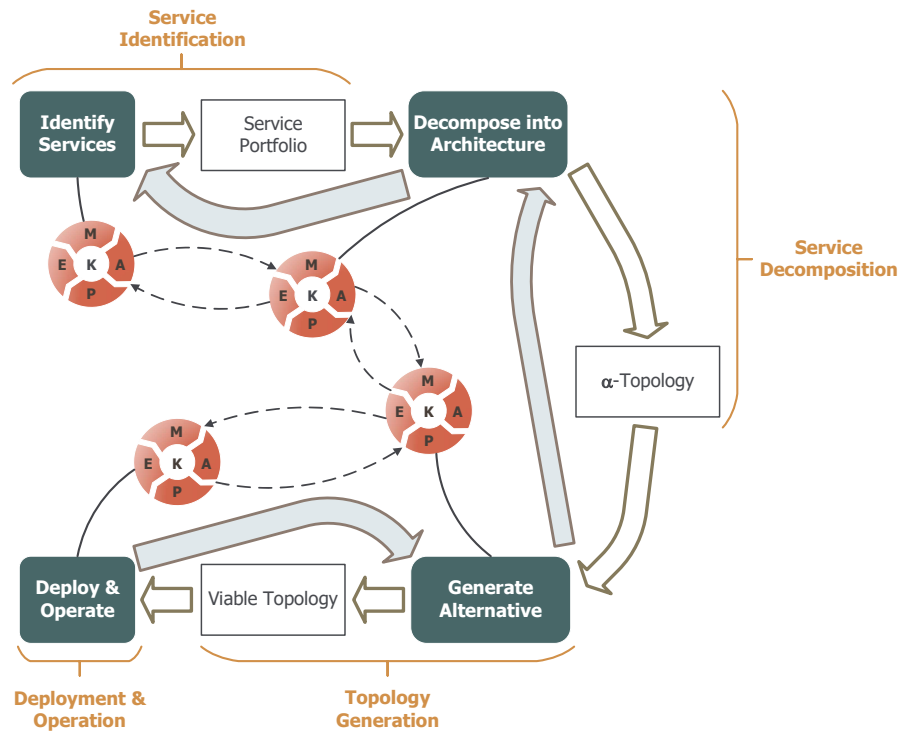 Service
Identification
Identify
Services
Service
Portfolio
Decompose into
Architecture
Service
Decomposition
M
E K A
P
M
E K A
P
α-Topology
M
E K A
P
M
E K A
P
Deploy &
Operate
Viable Topology
Generate
Alternative
Deployment &
Operation
Topology
Generation